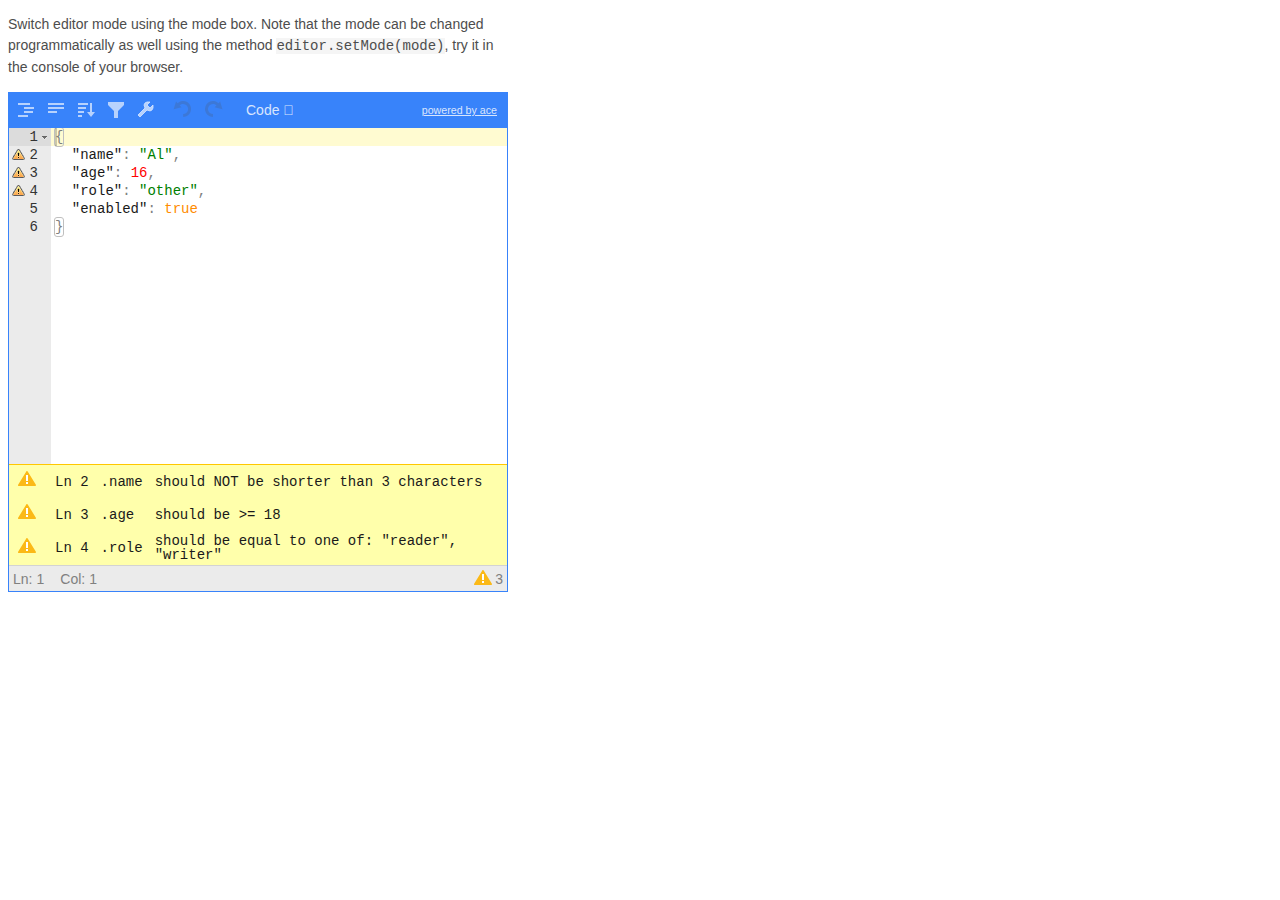 Switch editor mode using the mode box. Note that the mode can be changed
programmatically as well using the method editor.setMode(mode), try it in
the console of your browser.
Code powered by ace
1 {
2 "name": "Al",
3 "age": 16,
4 "role": "other",
5 "enabled": true
6 }
Ln 2 .name should NOT be shorter than 3 characters
Ln 3 .age should be >= 18
Ln 4 .role should be equal to one of: "reader",
"writer"
Ln: 1 Col: 1 3